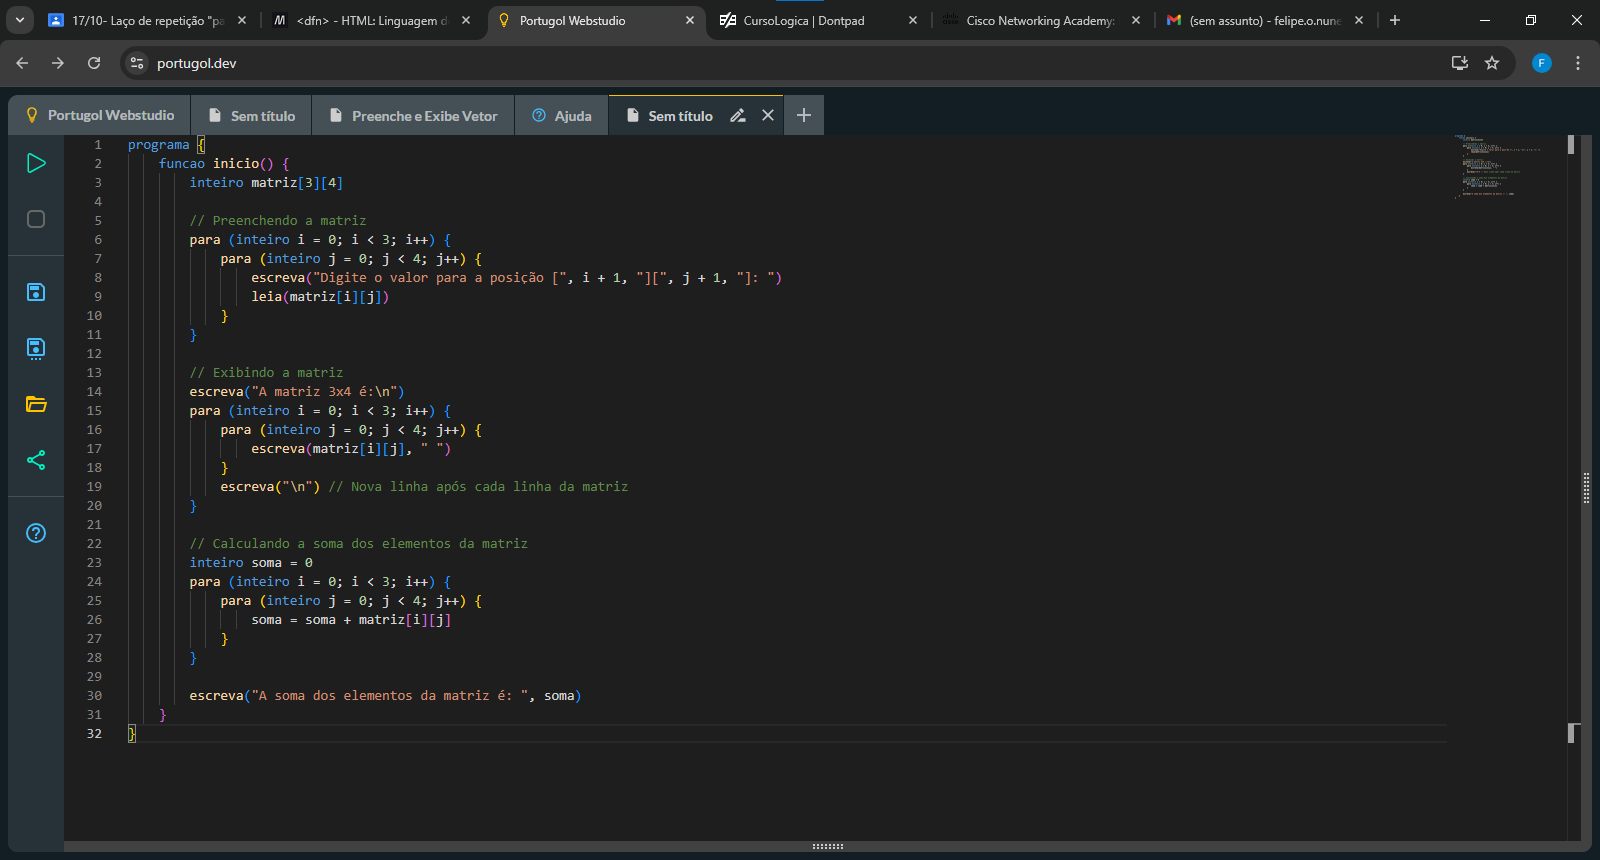 17/10- Laço de repetição "pa
<dfn> - HTML: Linguagem d
Portugol Webstudio
CursoLogica | Dontpad
Cisco Networking Academy:
(sem assunto) - felipe.o.nune
portugol.dev
F
Portugol Webstudio
Sem título
Preenche e Exibe Vetor
Ajuda
Sem título
1 programa {
2 funcao inicio() {
3 inteiro matriz[3][4]
4
5 // Preenchendo a matriz
6 para (inteiro i = 0; i < 3; i++) {
7 para (inteiro j = 0; j < 4; j++) {
8 escreva("Digite o valor para a posição [", i + 1, "][", j + 1, "]: ")
9 leia(matriz[i][j])
10 }
11 }
12
13 // Exibindo a matriz
14 escreva("A matriz 3x4 é:\n")
15 para (inteiro i = 0; i < 3; i++) {
16 para (inteiro j = 0; j < 4; j++) {
17 escreva(matriz[i][j], " ")
18 }
19 escreva("\n") // Nova linha após cada linha da matriz
20 }
21
22 // Calculando a soma dos elementos da matriz
23 inteiro soma = 0
24 para (inteiro i = 0; i < 3; i++) {
25 para (inteiro j = 0; j < 4; j++) {
26 soma = soma + matriz[i][j]
27 }
28 }
29
30 escreva("A soma dos elementos da matriz é: ", soma)
31 }
32 }